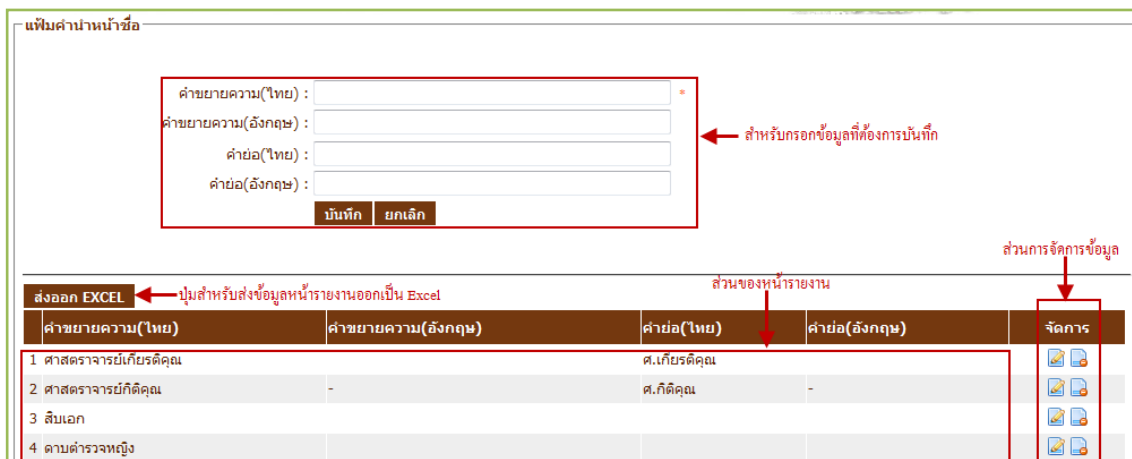 แฟ้มคำนำหน้าชื่อ
คำขยายความ(ไทย) : *
คำขยายความ(อังกฤษ) :
สำหรับกรอกข้อมูลที่ต้องการบันทึก
คำย่อ(ไทย) :
คำย่อ(อังกฤษ) :
บันทึก ยกเลิก
ส่วนการจัดการข้อมูล
ส่วนของหน้ารายงาน
ส่งออก EXCEL ปุ่มสำหรับส่งข้อมูลหน้ารายงานออกเป็น Excel
คำขยายความ(ไทย) คำขยายความ(อังกฤษ) คำย่อ(ไทย) คำย่อ(อังกฤษ) จัดการ
1 ศาสตราจารย์เกียรติคุณ ศ.เกียรติคุณ
2 ศาสตราจารย์กิติคุณ - ศ.กิติคุณ -
3 สิบเอก
4 ดาบตำรวจหญิง